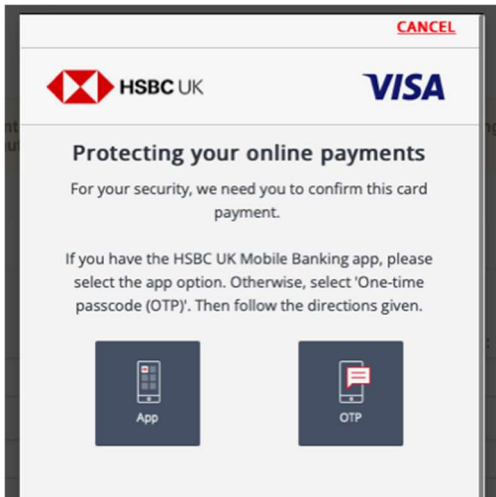 CANCEL
HSBC UK
VISA
Protecting your online payments
For your security, we need you to confirm this card
payment.
If you have the HSBC UK Mobile Banking app, please
select the app option. Otherwise, select 'One-time
passcode (OTP)'. Then follow the directions given.
App
OTP